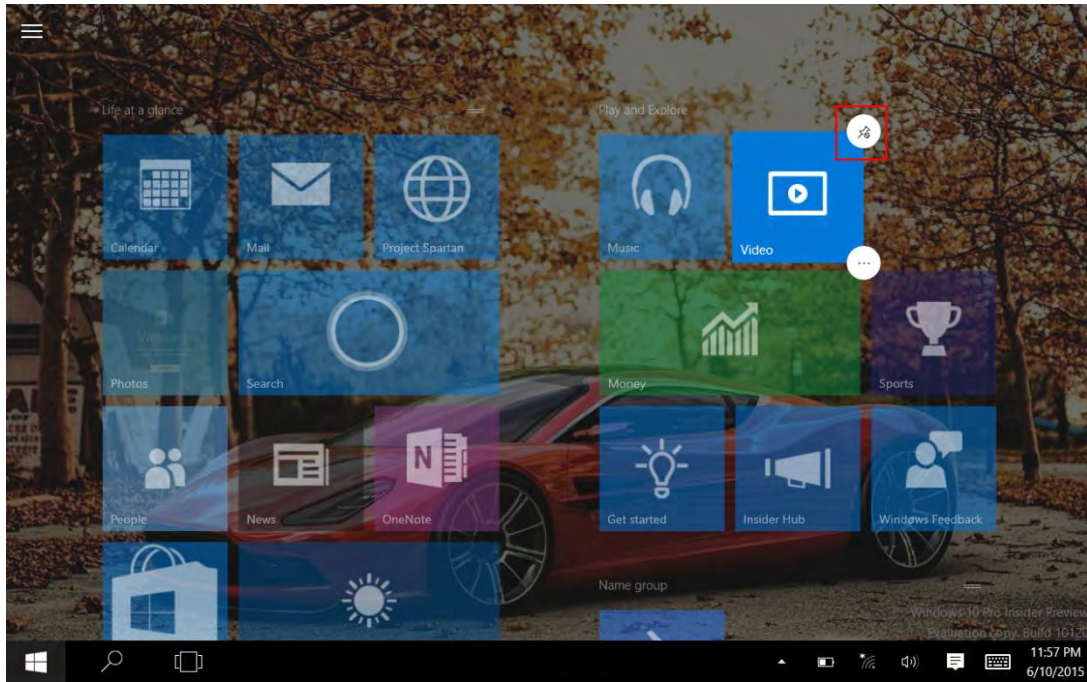 Life at a glance
Play and Explore
Calendar
Mail
Project Spartan
Music
Video
Photos
Search
Money
Sports
People
News
OneNote
Get started
Insider Hub
Windows Feedback
Name group
Windows 10 Pro Insider Preview
Evaluation copy. Build 1012
11:57 PM
6/10/2015